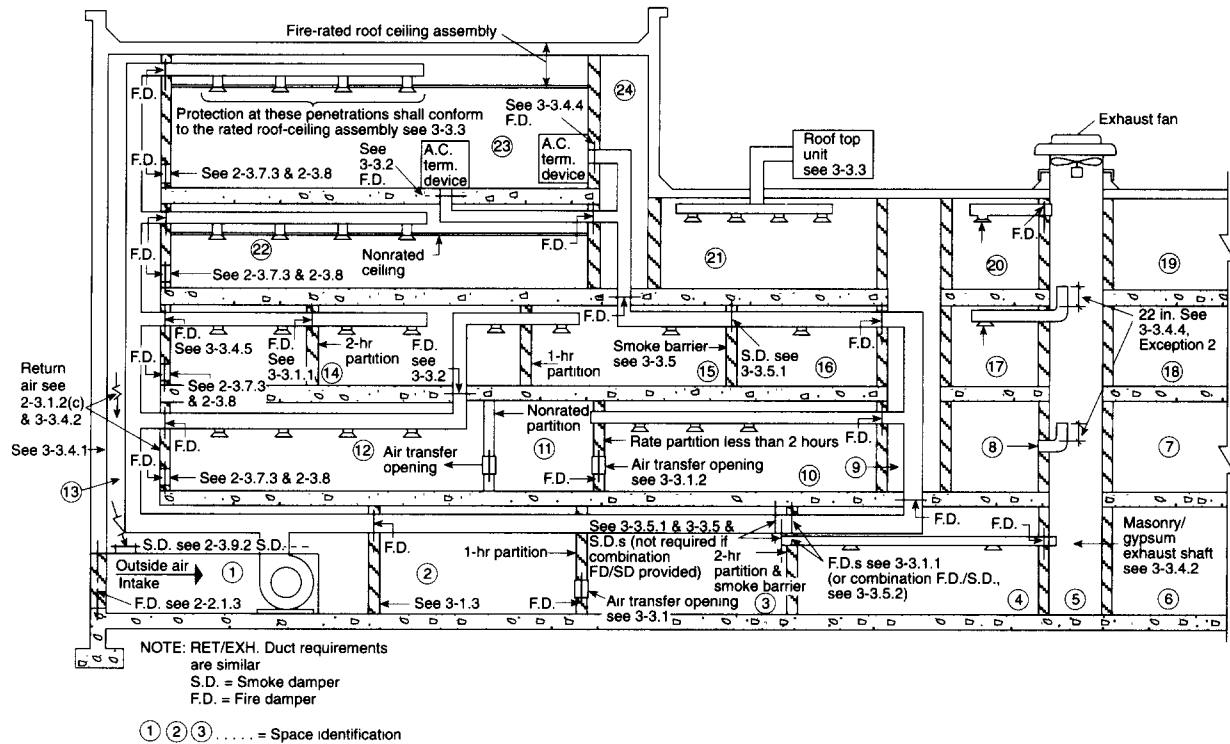 Fire-rated roof ceiling assembly
F.D.
Protection at these penetrations shall conform
to the rated roof-ceiling assembly see 3-3.3
24
See 3-3.4.4
F.D.
Exhaust fan
F.D.
See 2-3.7.3 & 2-3.8
23
See
3-3.2
F.D.
A.C.
term.
device
A.C.
term.
device
Roof top
unit
see 3-3.3
F.D.
22
Nonrated
ceiling
See 2-3.7.3 & 2-3.8
F.D.
21
20
F.D.
19
F.D.
See 3-3.4.5
F.D.
See
3-3.1.1
2-hr
partition
14
F.D.
see
3-3.2
1-hr
partition
F.D.
Smoke barrier
see 3-3.5
15
S.D. see
3-3.5.1
16
F.D.
17
22 in. See
3-3.4.4,
Exception 2
18
Return
air see
2-3.1.2(c)
& 3-3.4.2
F.D.
See 2-3.7.3
& 2-3.8
See 3-3.4.1
13
F.D.
F.D.
12
See 2-3.7.3 & 2-3.8
Air transfer
opening
11
Nonrated
partition
Rate partition less than 2 hours
F.D.
Air transfer opening
see 3-3.1.2
10
F.D.
9
8
7
S.D. see 2-3.9.2 S.D.
Outside air
Intake
1
F.D. see 2-2.1.3
F.D.
2
See 3-1.3
1-hr partition
F.D.
Air transfer opening
see 3-3.1
See 3-3.5.1 & 3-3.5 &
S.D.s (not required if
combination
FD/SD provided)
2-hr
partition &
smoke barrier
3
F.D.
F.D.
F.D.s see 3-3.1.1
(or combination F.D./S.D.,
see 3-3.5.2)
4
5
Masonry/
gypsum
exhaust shaft
see 3-3.4.2
6
NOTE: RET/EXH. Duct requirements
are similar
S.D. = Smoke damper
F.D. = Fire damper
1 2 3 ..... = Space identification